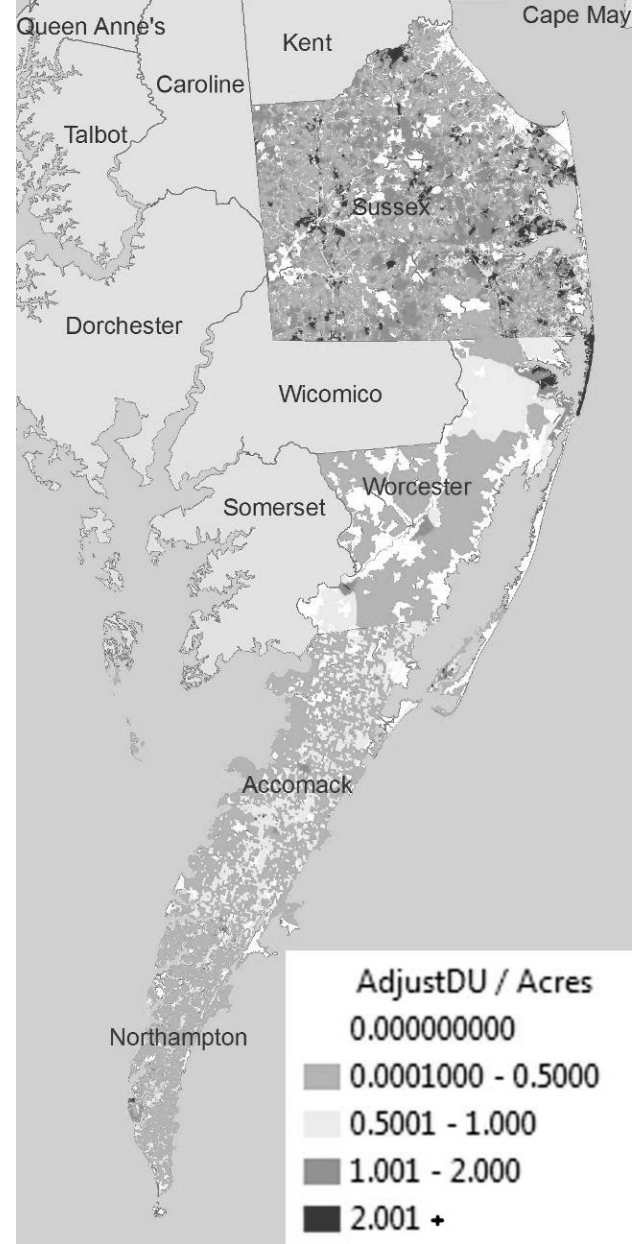 Queen Anne's
Kent
Cape May
Caroline
Talbot
Sussex
Dorchester
Wicomico
Worcester
Somerset
Accomack
Northampton
AdjustDU / Acres
0.000000000
0.0001000 - 0.5000
0.5001 - 1.000
1.001 - 2.000
2.001 +